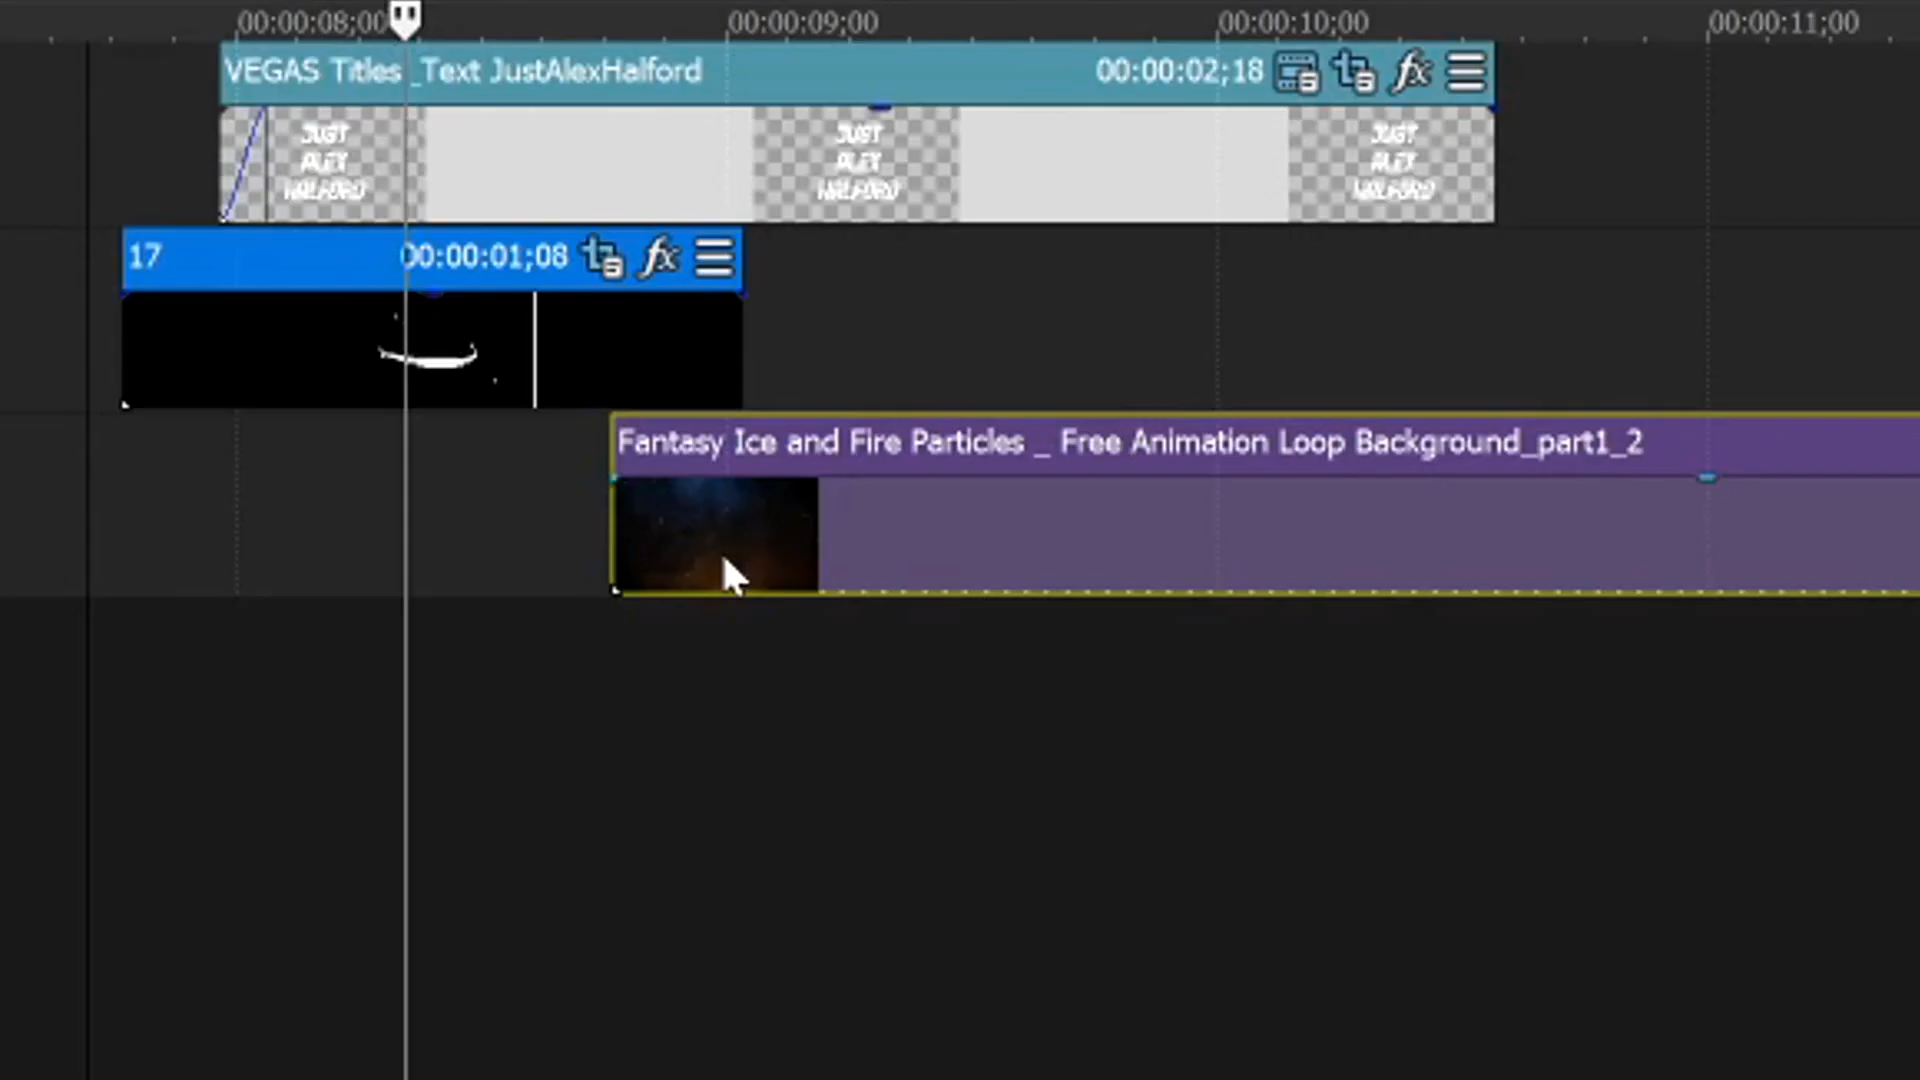 00:00:08;00 00:00:09;00 00:00:10;00 00:00:11;00
VEGAS Titles _Text JustAlexHalford 00:00:02;18 fx
JUST JUST JUST
ALEX ALEX ALEX
HALFORD HALFORD HALFORD
17 00:00:01;08 fx
Fantasy Ice and Fire Particles _ Free Animation Loop Background_part1_2